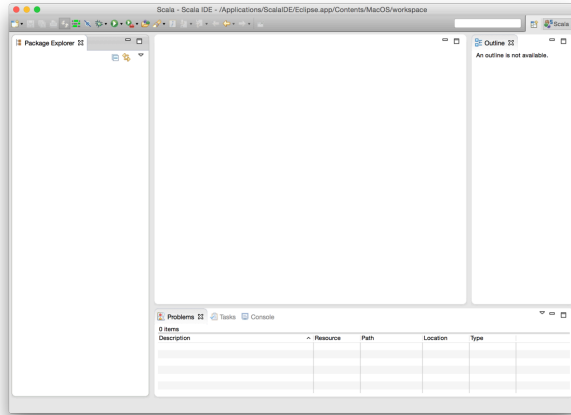 Scala - Scala IDE - /Applications/ScalaIDE/Eclipse.app/Contents/MacOS/workspace
Scala
Package Explorer
Outline
An outline is not available.
Problems Tasks Console
0 items
Description Resource Path Location Type